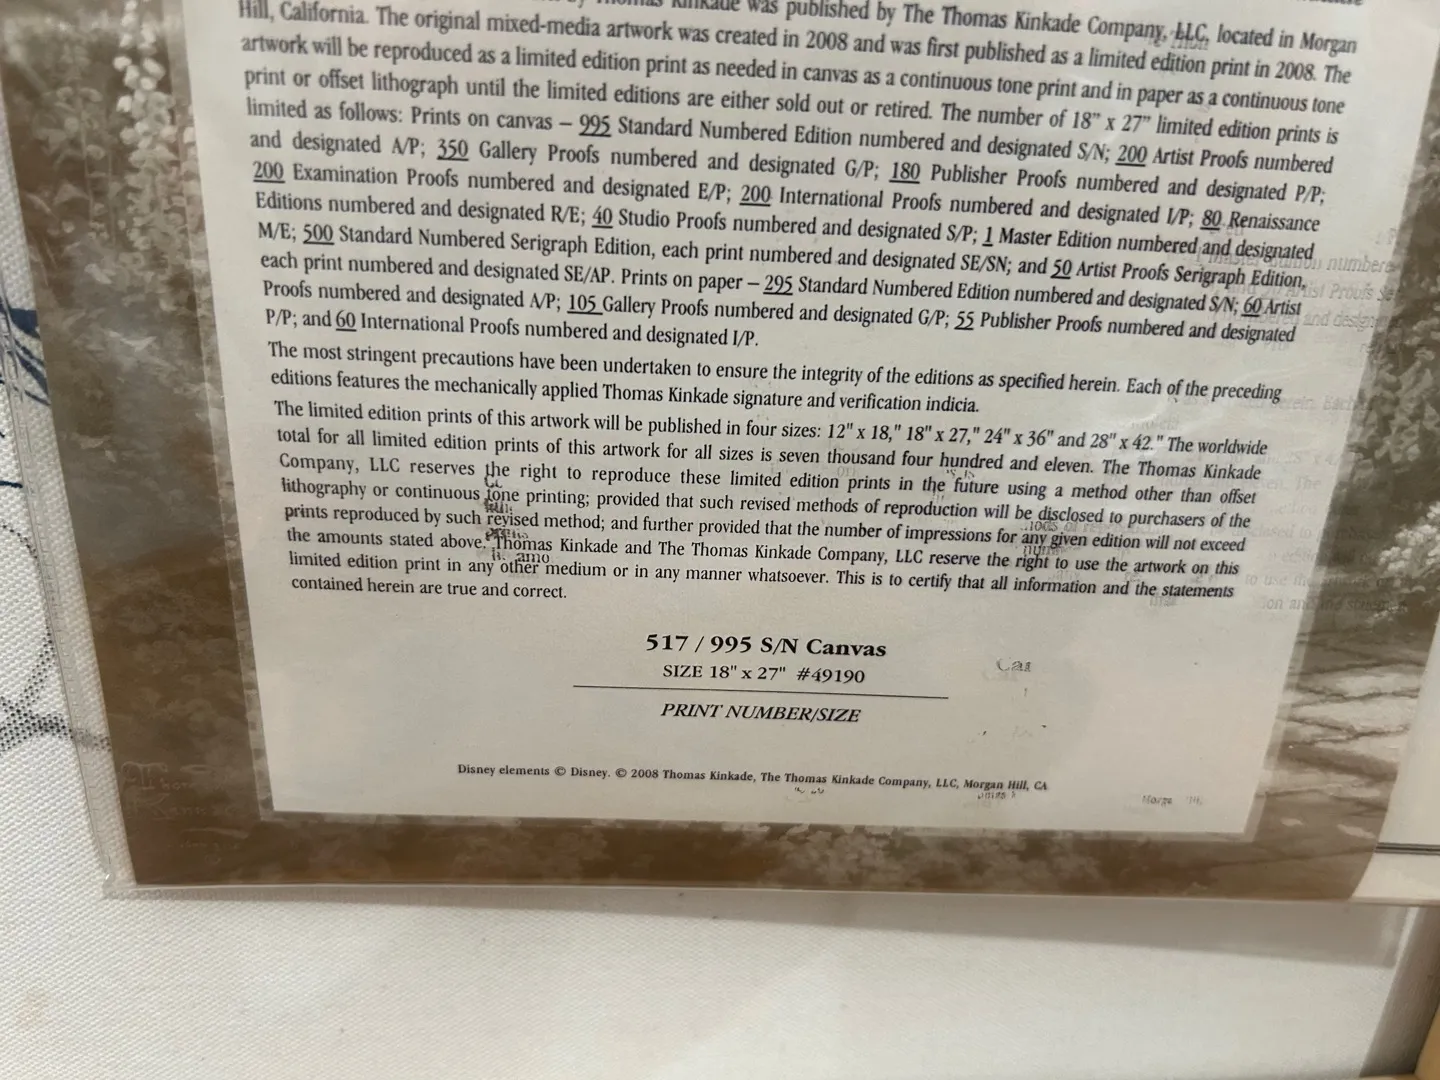 Thomas Kinkade was published by The Thomas Kinkade Company, LLC, located in Morgan
Hill, California. The original mixed-media artwork was created in 2008 and was first published as a limited edition print in 2008. The
artwork will be reproduced as a limited edition print as needed in canvas as a continuous tone print and in paper as a continuous tone
print or offset lithograph until the limited editions are either sold out or retired. The number of 18" x 27" limited edition prints is
limited as follows: Prints on canvas – 995 Standard Numbered Edition numbered and designated S/N; 200 Artist Proofs numbered
and designated A/P; 350 Gallery Proofs numbered and designated G/P; 180 Publisher Proofs numbered and designated P/P;
200 Examination Proofs numbered and designated E/P; 200 International Proofs numbered and designated I/P; 80 Renaissance
Editions numbered and designated R/E; 40 Studio Proofs numbered and designated S/P; 1 Master Edition numbered and designated
M/E; 500 Standard Numbered Serigraph Edition, each print numbered and designated SE/SN; and 50 Artist Proofs Serigraph Edition,
each print numbered and designated SE/AP. Prints on paper – 295 Standard Numbered Edition numbered and designated S/N; 60 Artist
Proofs numbered and designated A/P; 105 Gallery Proofs numbered and designated G/P; 55 Publisher Proofs numbered and designated
P/P; and 60 International Proofs numbered and designated I/P.
The most stringent precautions have been undertaken to ensure the integrity of the editions as specified herein. Each of the preceding
editions features the mechanically applied Thomas Kinkade signature and verification indicia.
The limited edition prints of this artwork will be published in four sizes: 12" x 18," 18" x 27," 24" x 36" and 28" x 42." The worldwide
total for all limited edition prints of this artwork for all sizes is seven thousand four hundred and eleven. The Thomas Kinkade
Company, LLC reserves the right to reproduce these limited edition prints in the future using a method other than offset
lithography or continuous tone printing; provided that such revised methods of reproduction will be disclosed to purchasers of the
prints reproduced by such revised method; and further provided that the number of impressions for any given edition will not exceed
the amounts stated above. Thomas Kinkade and The Thomas Kinkade Company, LLC reserve the right to use the artwork on this
limited edition print in any other medium or in any manner whatsoever. This is to certify that all information and the statements
contained herein are true and correct.
517 / 995 S/N Canvas
SIZE 18" x 27" #49190
PRINT NUMBER/SIZE
Disney elements © Disney. © 2008 Thomas Kinkade, The Thomas Kinkade Company, LLC, Morgan Hill, CA